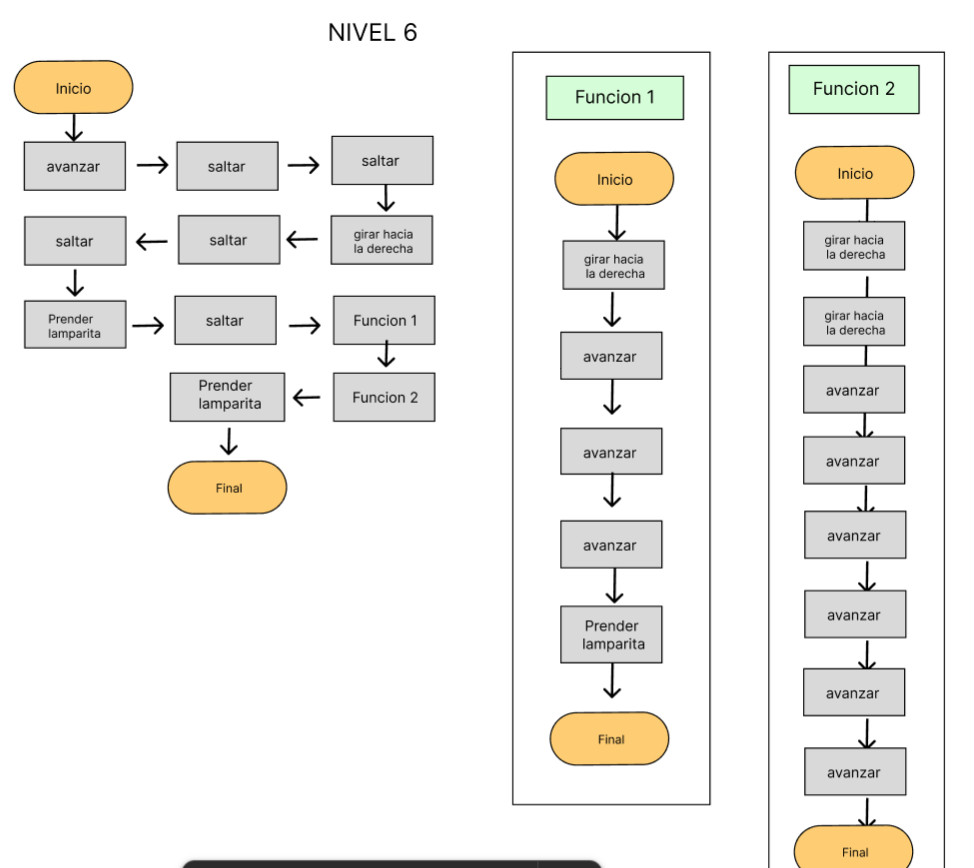 NIVEL 6
Inicio
avanzar
saltar
saltar
girar hacia
la derecha
saltar
saltar
Prender
lamparita
saltar
Funcion 1
Funcion 2
Prender
lamparita
Final
Funcion 1
Inicio
girar hacia
la derecha
avanzar
avanzar
avanzar
Prender
lamparita
Final
Funcion 2
Inicio
girar hacia
la derecha
girar hacia
la derecha
avanzar
avanzar
avanzar
avanzar
avanzar
avanzar
Final